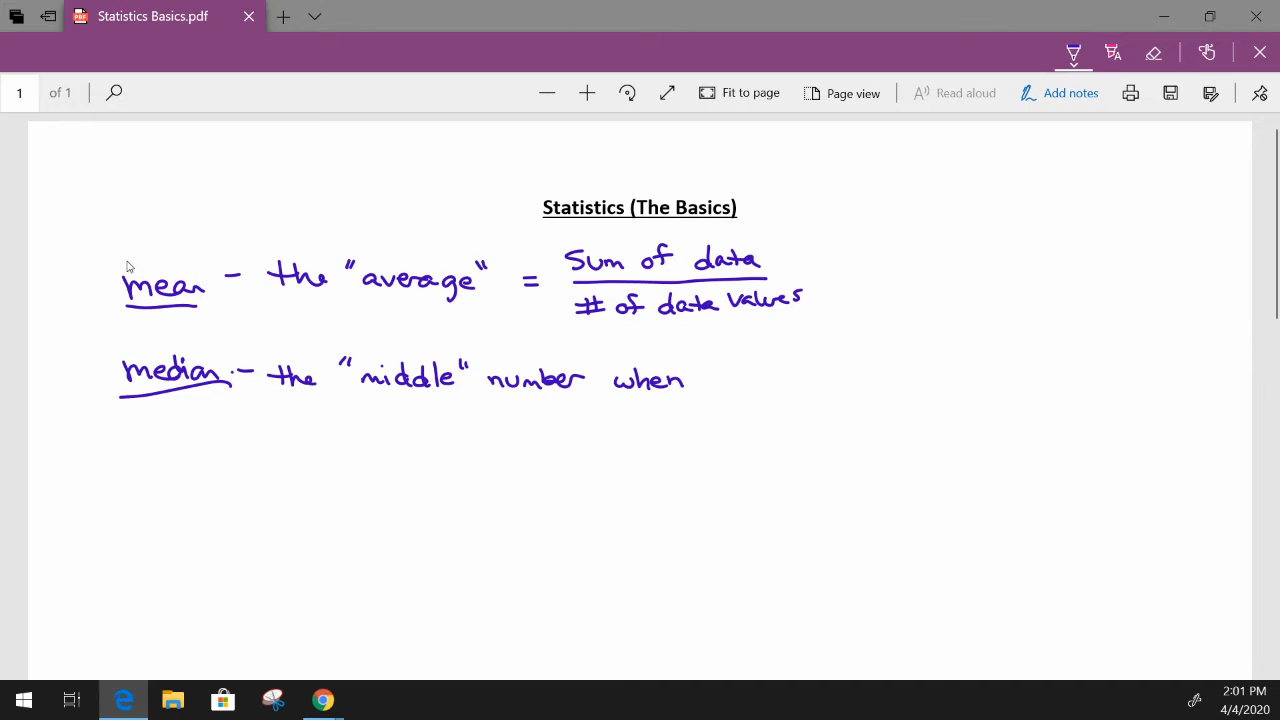 Statistics Basics.pdf
1 of 1
Fit to page
Page view
Read aloud
Add notes
Statistics (The Basics)
mean - the "average" = Sum of data
# of data values
median - the "middle" number when
2:01 PM
4/4/2020